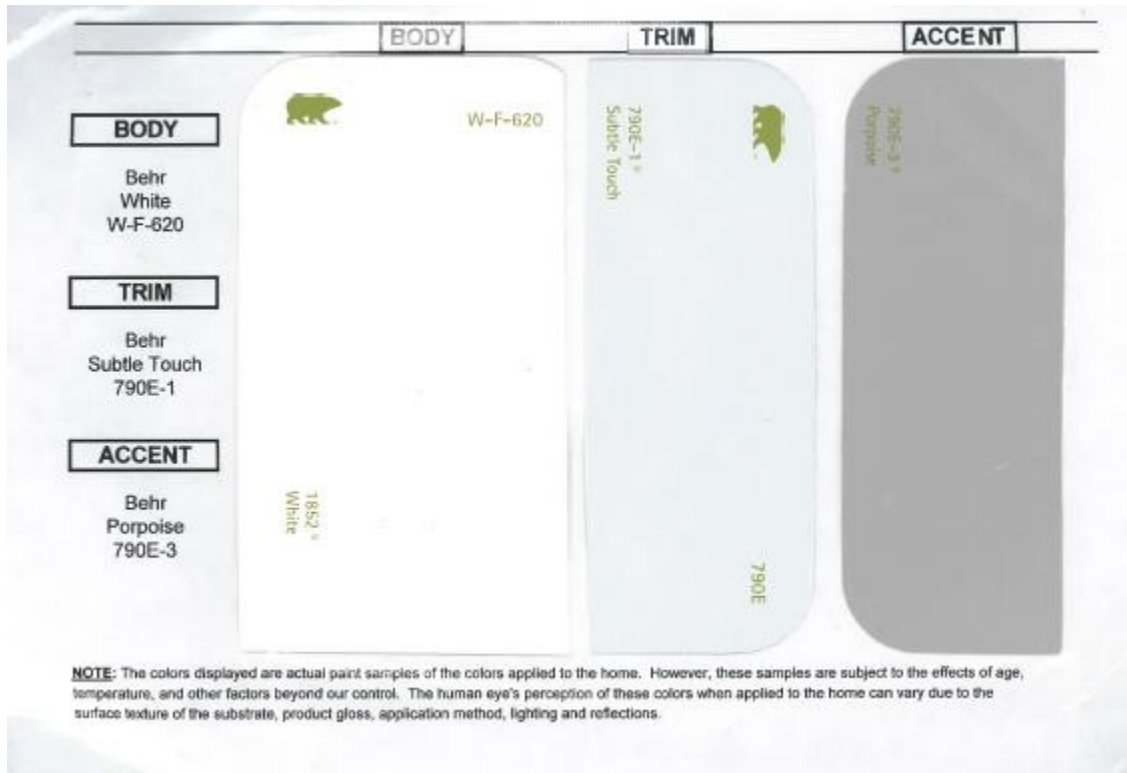 BODY TRIM ACCENT
BODY
Behr
White
W-F-620
TRIM
Behr
Subtle Touch
790E-1
ACCENT
Behr
Porpoise
790E-3
W-F-620
1852
White
790E-1
Subtle Touch
790E
790E-3
Porpoise
NOTE: The colors displayed are actual paint samples of the colors applied to the home. However, these samples are subject to the effects of age,
temperature, and other factors beyond our control. The human eye's perception of these colors when applied to the home can vary due to the
surface texture of the substrate, product gloss, application method, lighting and reflections.